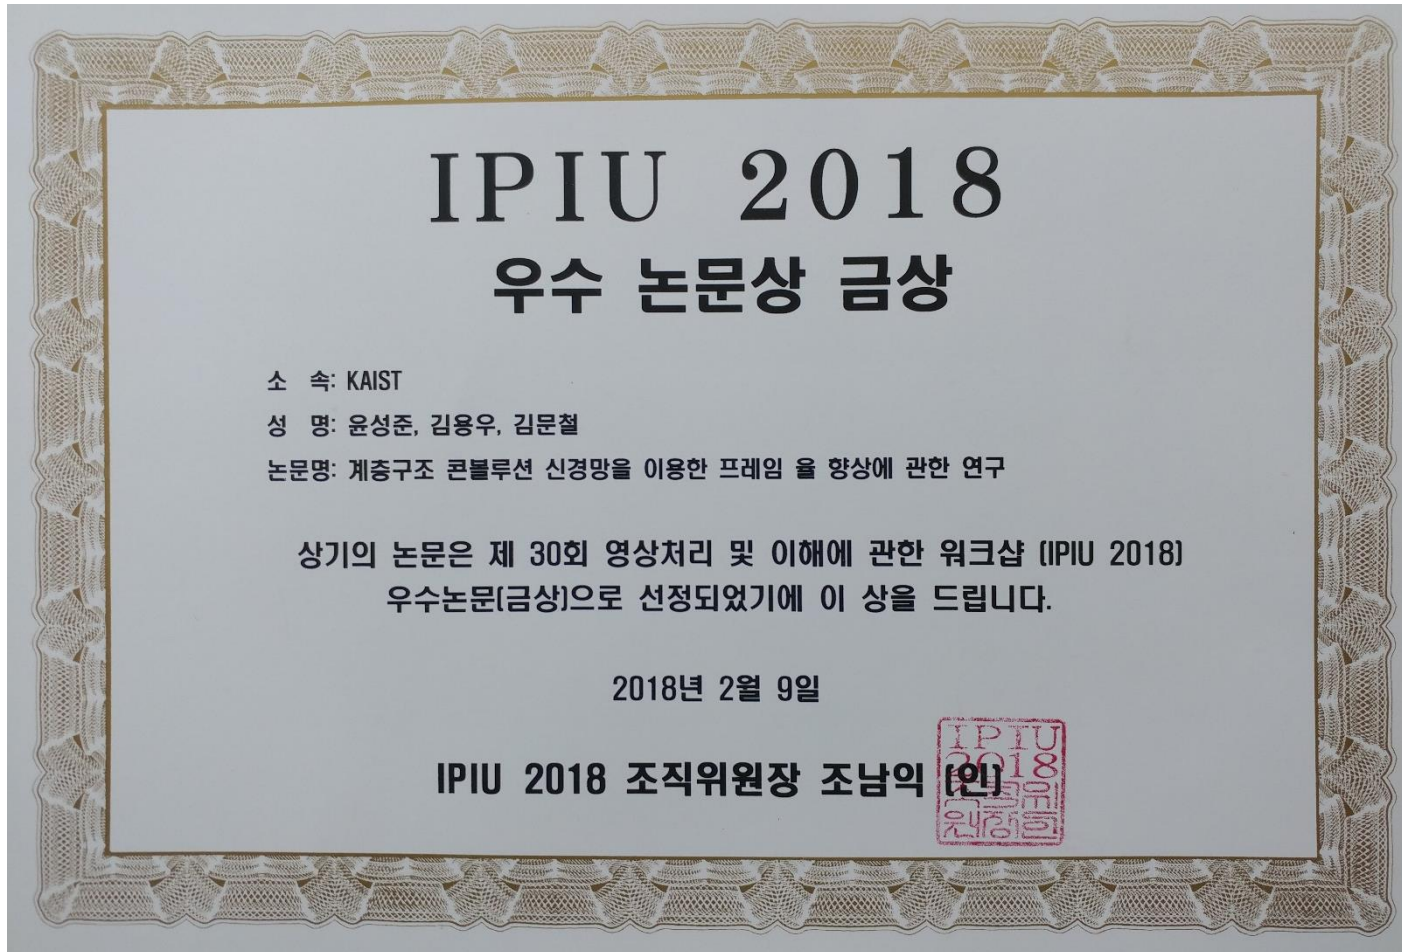 IPIU 2018
우수 논문상 금상
소 속: KAIST
성 명: 윤성준, 김용우, 김문철
논문명: 계층구조 콘볼루션 신경망을 이용한 프레임 율 향상에 관한 연구
상기의 논문은 제 30회 영상처리 및 이해에 관한 워크샵 (IPIU 2018)
우수논문(금상)으로 선정되었기에 이 상을 드립니다.
2018년 2월 9일
IPIU 2018 조직위원장 조남익 (인)
IPIU
2018
조직위
원장의